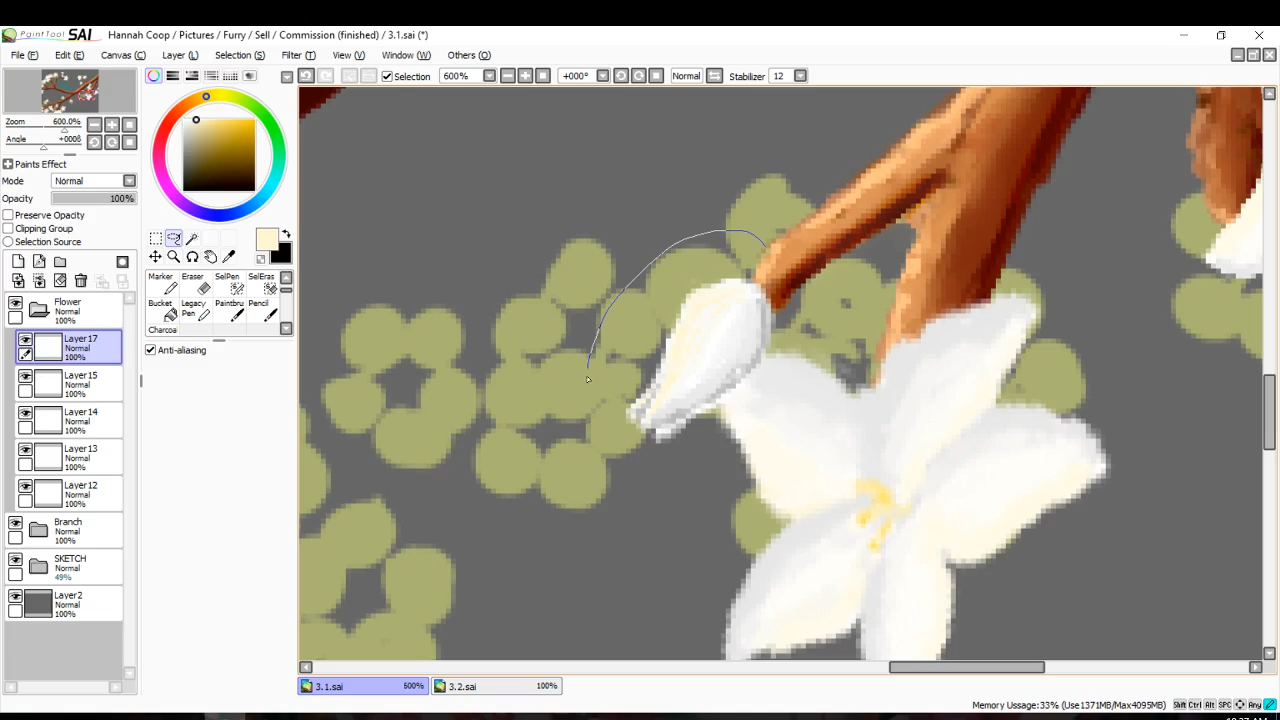 PaintTool SAI Hannah Coop / Pictures / Furry / Sell / Commission (finished) / 3.1.sai (*)
File (F) Edit (E) Canvas (C) Layer (L) Selection (S) Filter (T) View (V) Window (W) Others (O)
Selection 600% +000° Normal Stabilizer 12
Zoom 600.0%
Angle +000ß
Paints Effect
Mode Normal
Opacity 100%
Preserve Opacity
Clipping Group
Selection Source
Marker Eraser SelPen SelEras
Bucket Legacy Pen Paintbru Pencil
Charcoa
Anti-aliasing
Flower
Normal
100%
Layer17
Normal
100%
Layer15
Normal
100%
Layer14
Normal
100%
Layer13
Normal
100%
Layer12
Normal
100%
Branch
Normal
100%
SKETCH
Normal
49%
Layer2
Normal
100%
3.1.sai 600% 3.2.sai 100%
Memory Usage:33% (Use1371MB/Max4095MB) Shift Ctrl Alt SPC Any